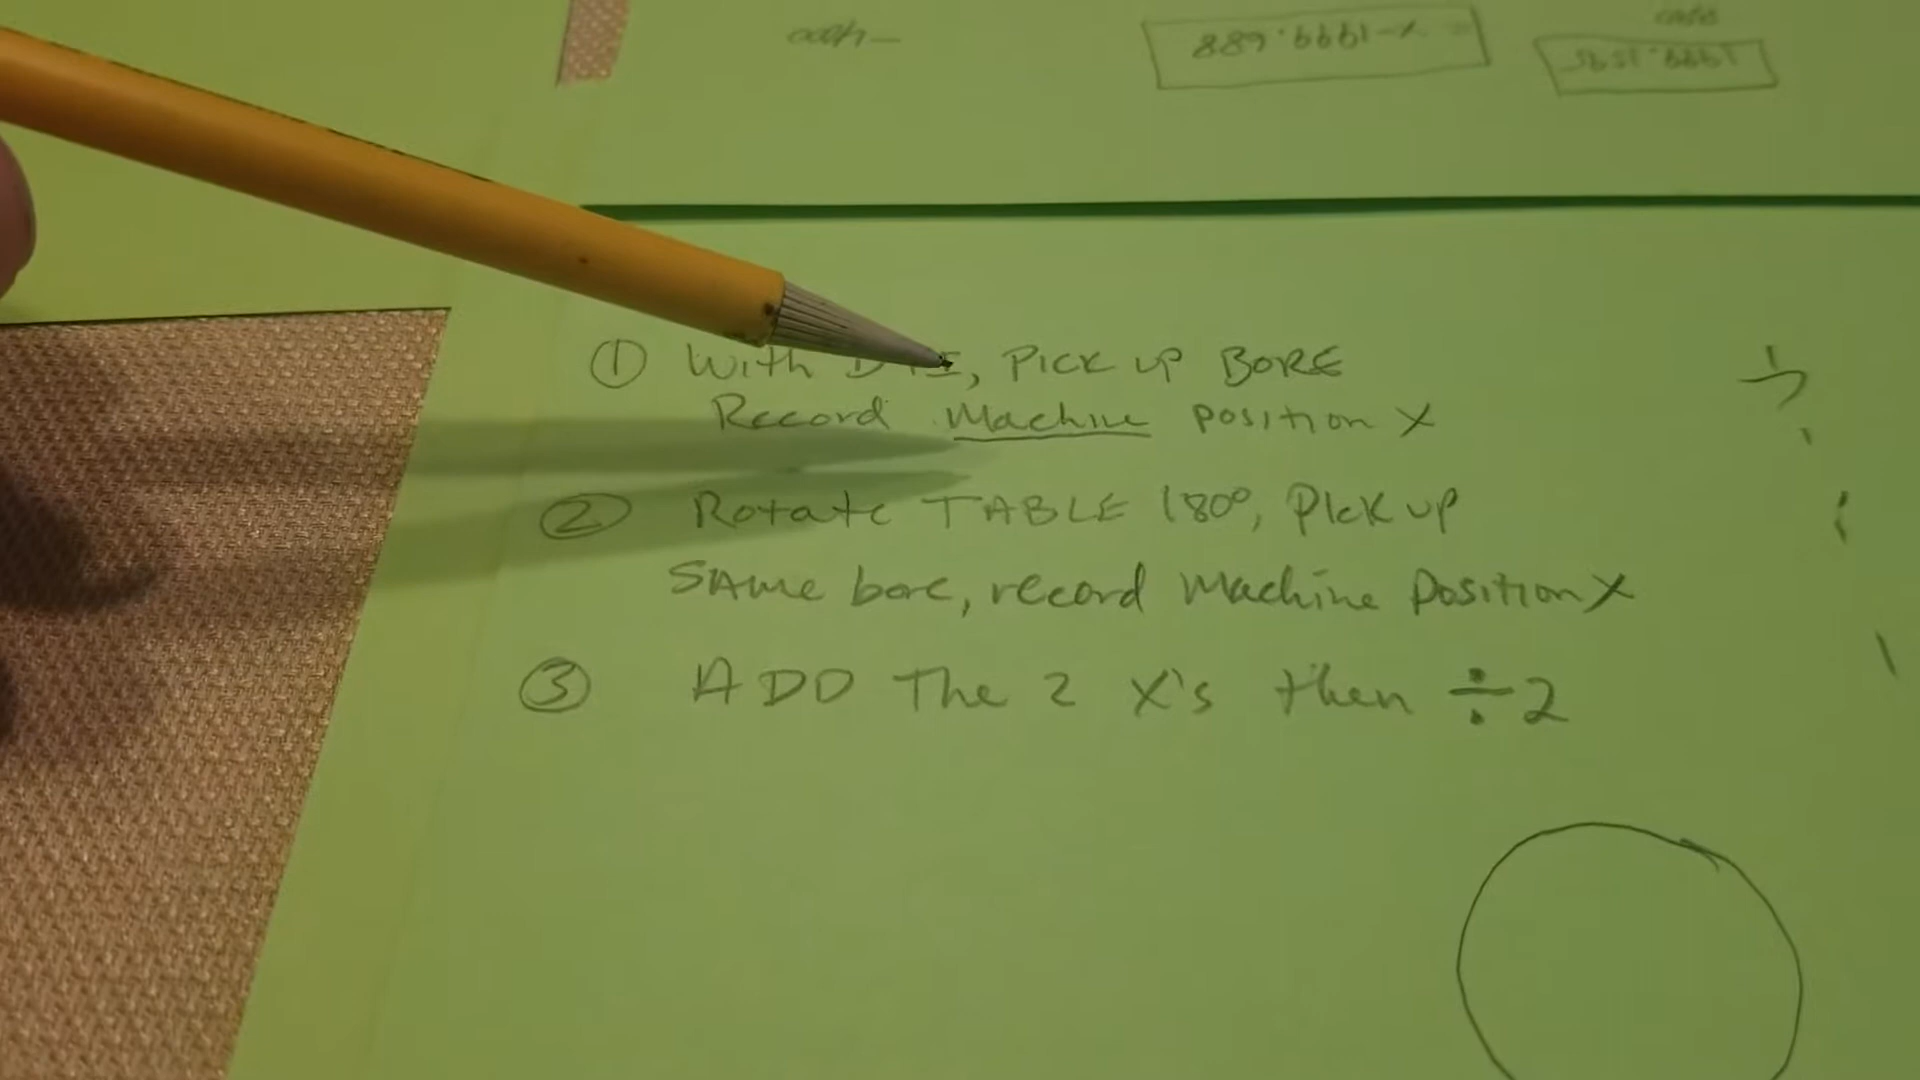 ① With DTI, Pick up BORE
Record Machine position X
② Rotate TABLE 180°, Pick up
SAme bore, record Machine Position X
③ ADD The 2 X's then ÷ 2